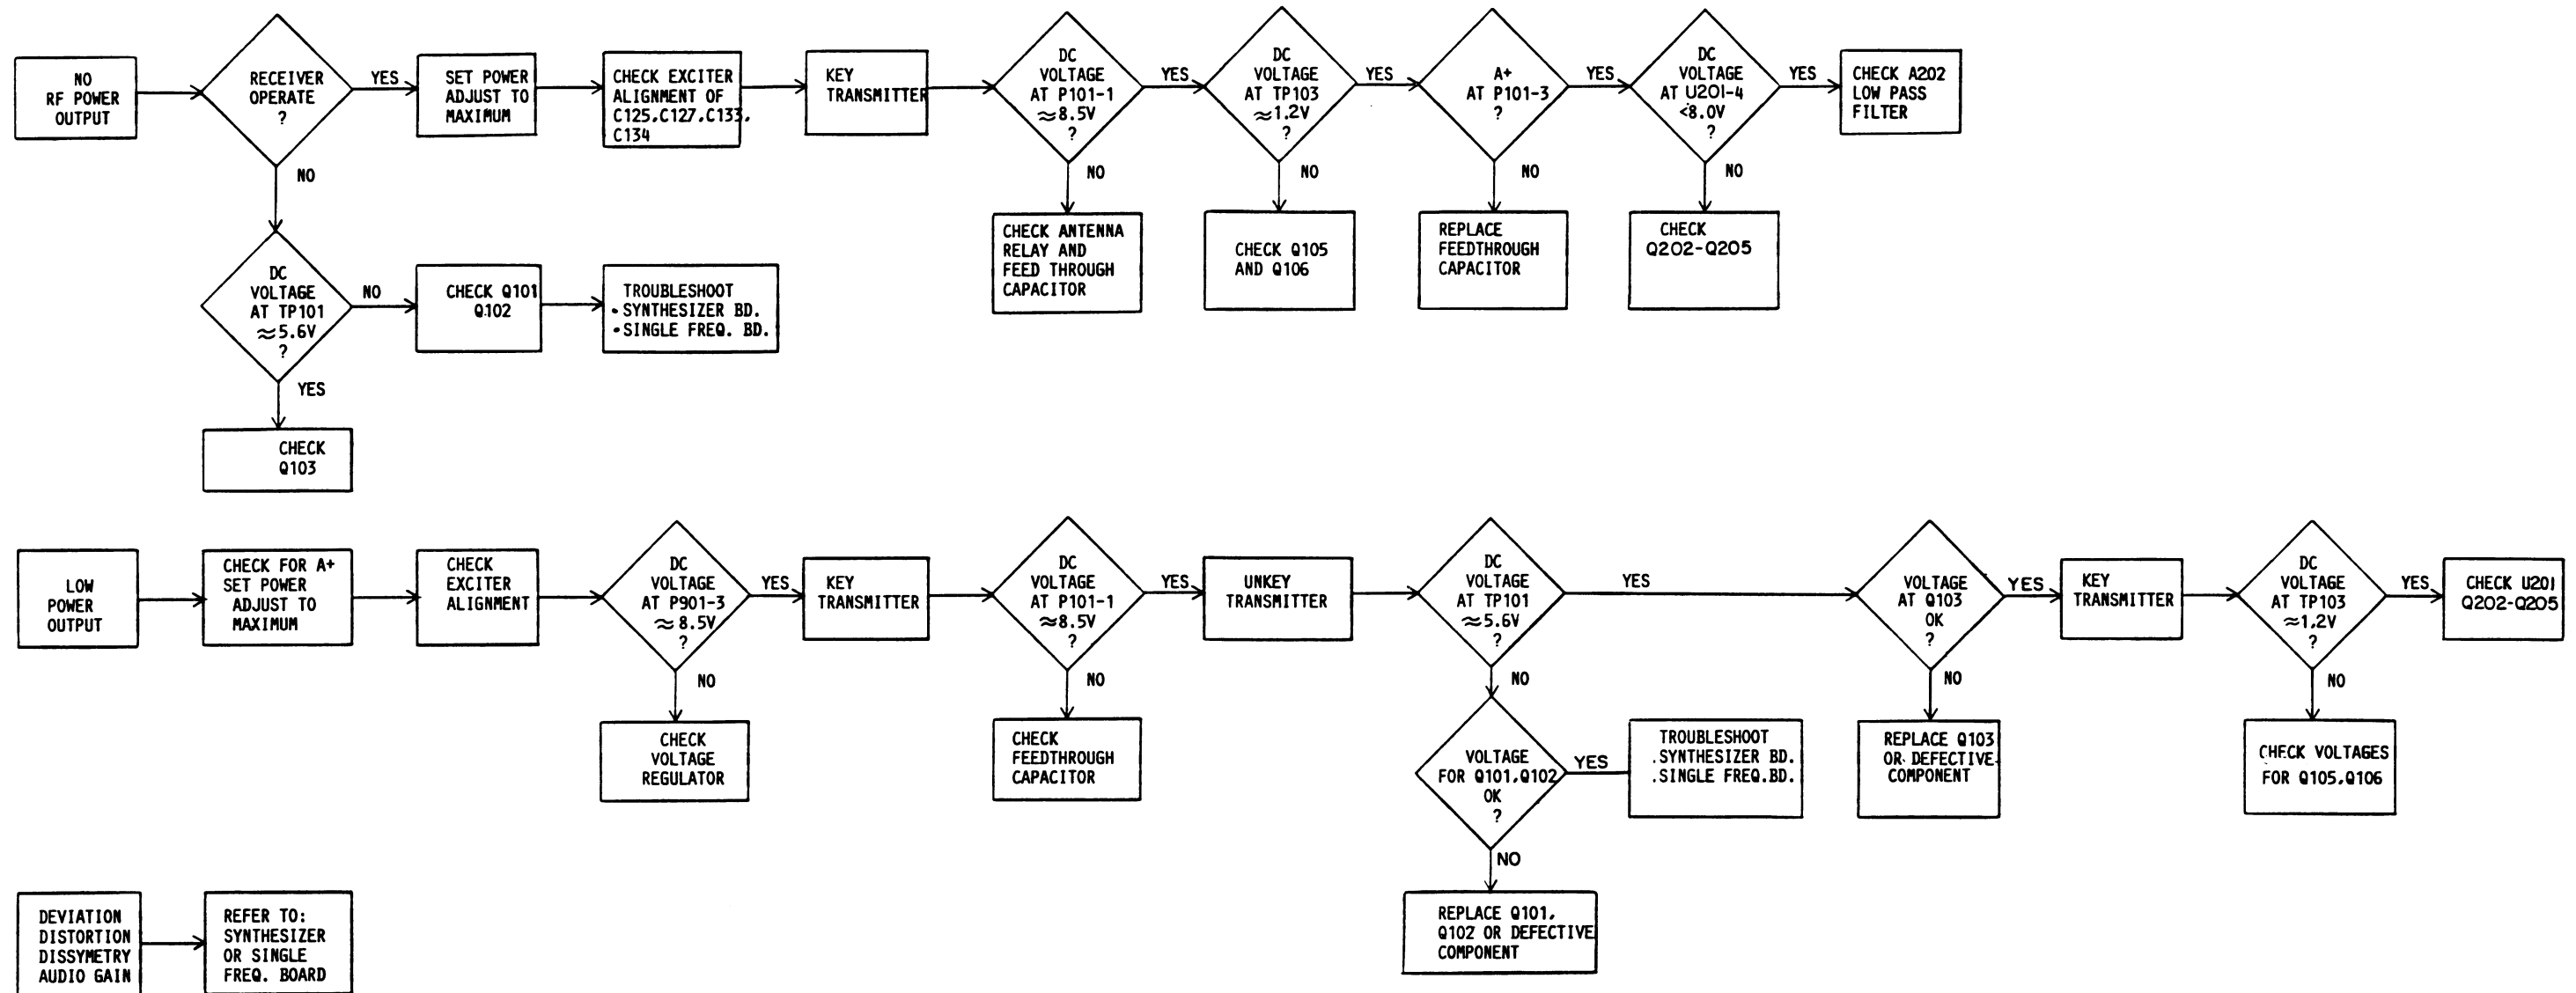 NO
RF POWER
OUTPUT
RECEIVER
OPERATE
?
YES
NO
SET POWER
ADJUST TO
MAXIMUM
CHECK EXCITER
ALIGNMENT OF
C125,C127,C133,
C134
KEY
TRANSMITTER
DC
VOLTAGE
AT P101-1
≈8.5V
?
YES
NO
CHECK ANTENNA
RELAY AND
FEED THROUGH
CAPACITOR
DC
VOLTAGE
AT TP103
≈1.2V
?
YES
NO
CHECK Q105
AND Q106
A+
AT P101-3
?
YES
NO
REPLACE
FEEDTHROUGH
CAPACITOR
DC
VOLTAGE
AT U201-4
<8.0V
?
YES
NO
CHECK
Q202-Q205
CHECK A202
LOW PASS
FILTER
DC
VOLTAGE
AT TP101
≈5.6V
?
NO
YES
CHECK Q101
Q102
TROUBLESHOOT
•SYNTHESIZER BD.
•SINGLE FREQ. BD.
CHECK
Q103
LOW
POWER
OUTPUT
CHECK FOR A+
SET POWER
ADJUST TO
MAXIMUM
CHECK
EXCITER
ALIGNMENT
DC
VOLTAGE
AT P901-3
≈8.5V
?
YES
NO
CHECK
VOLTAGE
REGULATOR
KEY
TRANSMITTER
DC
VOLTAGE
AT P101-1
≈8.5V
?
YES
NO
CHECK
FEEDTHROUGH
CAPACITOR
UNKEY
TRANSMITTER
DC
VOLTAGE
AT TP101
≈5.6V
?
YES
NO
VOLTAGE
FOR Q101,Q102
OK
?
YES
NO
TROUBLESHOOT
.SYNTHESIZER BD.
.SINGLE FREQ.BD.
REPLACE Q101,
Q102 OR DEFECTIVE
COMPONENT
VOLTAGE
AT Q103
OK
?
YES
NO
REPLACE Q103
OR DEFECTIVE
COMPONENT
KEY
TRANSMITTER
DC
VOLTAGE
AT TP103
≈1.2V
?
YES
NO
CHECK VOLTAGES
FOR Q105,Q106
CHECK U201
Q202-Q205
DEVIATION
DISTORTION
DISSYMETRY
AUDIO GAIN
REFER TO:
SYNTHESIZER
OR SINGLE
FREQ. BOARD